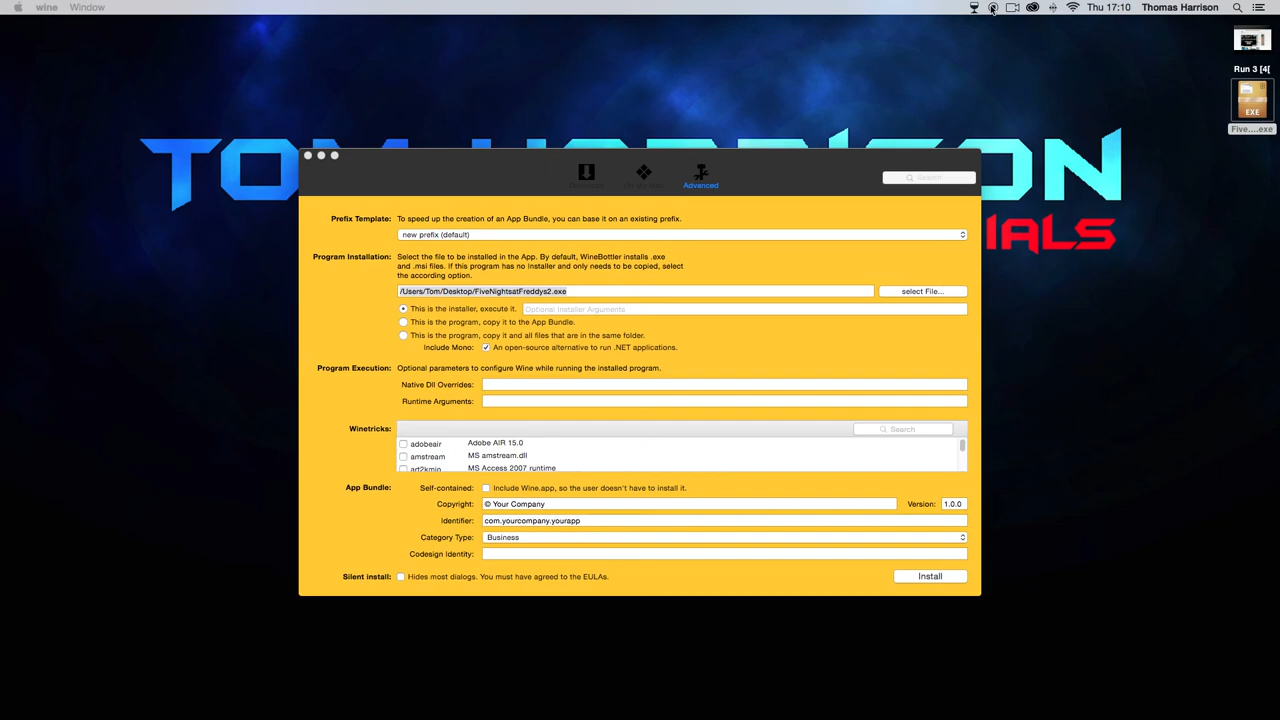 wine Window Thu 17:10 Thomas Harrison
Run 3 [4[
EXE
Five....exe
Advanced
Search
Prefix Template: To speed up the creation of an App Bundle, you can base it on an existing prefix.
new prefix (default)
Program Installation: Select the file to be installed in the App. By default, WineBottler installs .exe
and .msi files. If this program has no Installer and only needs to be copied, select
the according option.
/Users/Tom/Desktop/FiveNightsatFreddys2.exe select File...
This is the installer, execute it. Optional Installer Arguments
This is the program, copy it to the App Bundle.
This is the program, copy it and all files that are in the same folder.
Include Mono: An open-source alternative to run .NET applications.
Program Execution: Optional parameters to configure Wine while running the installed program.
Native Dll Overrides:
Runtime Arguments:
Winetricks: Search
adobeair Adobe AIR 15.0
amstream MS amstream.dll
art2kmin MS Access 2007 runtime
App Bundle: Self-contained: Include Wine.app, so the user doesn't have to install it.
Copyright: © Your Company Version: 1.0.0
Identifier: com.yourcompany.yourapp
Category Type: Business
Codesign Identity:
Silent install: Hides most dialogs. You must have agreed to the EULAs. Install